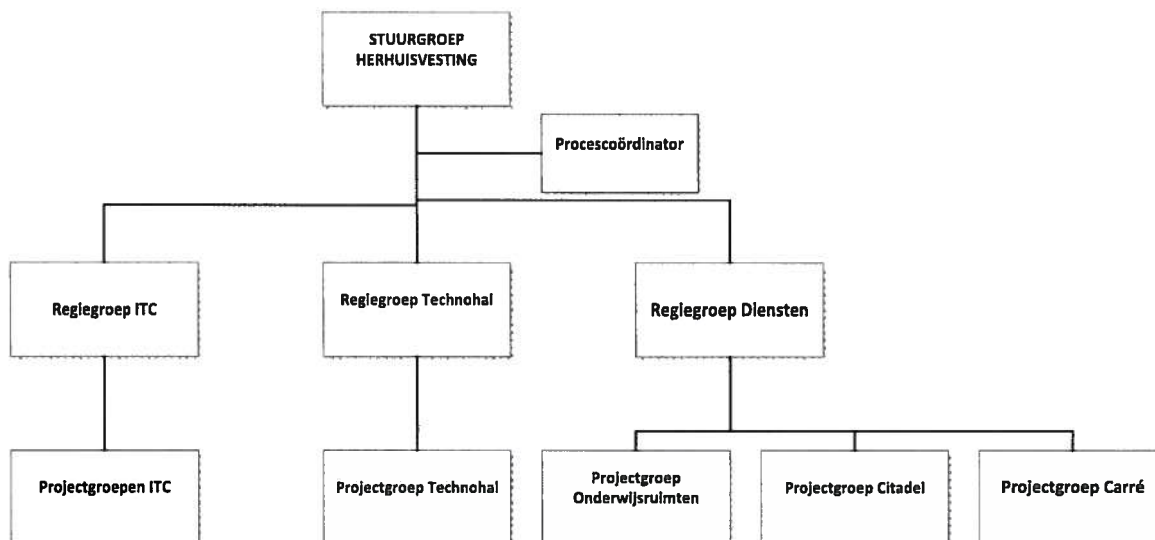 STUURGROEP
HERHUISVESTING
Procescoördinator
Regiegroep ITC
Regiegroep Technohal
Regiegroep Diensten
Projectgroepen ITC
Projectgroep Technohal
Projectgroep
Onderwijsruimten
Projectgroep Citadel
Projectgroep Carré